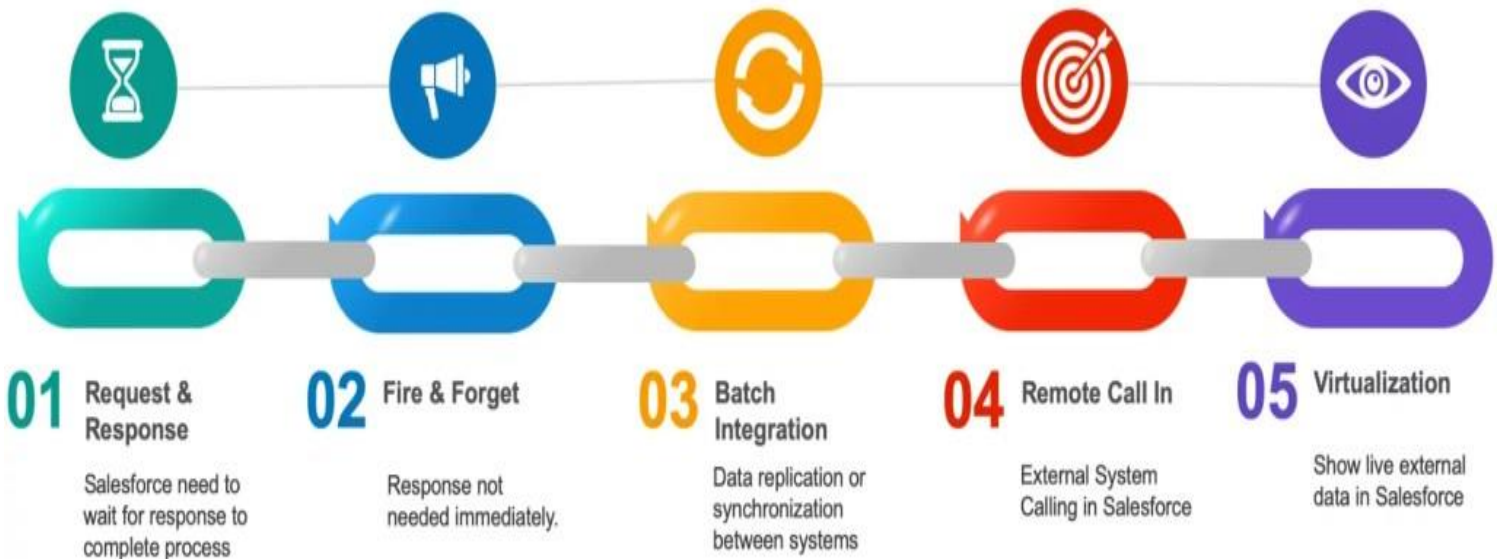 01
Request &
Response
Salesforce need to
wait for response to
complete process
02
Fire & Forget
Response not
needed immediately.
03
Batch
Integration
Data replication or
synchronization
between systems
04
Remote Call In
External System
Calling in Salesforce
05
Virtualization
Show live external
data in Salesforce